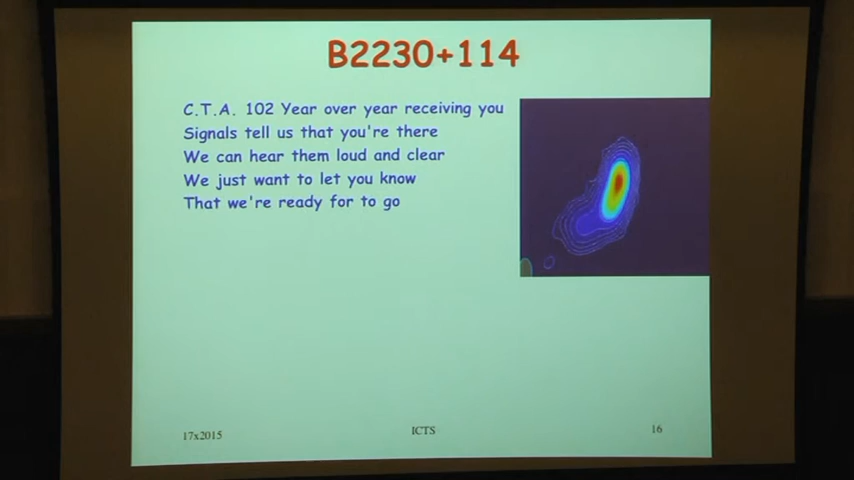 B2230+114
C.T.A. 102 Year over year receiving you
Signals tell us that you're there
We can hear them loud and clear
We just want to let you know
That we're ready for to go
17x2015
ICTS
16